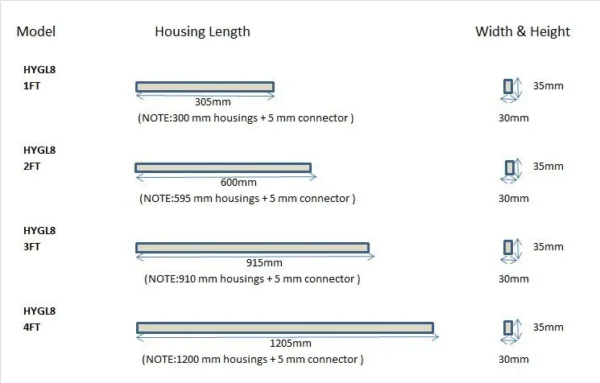 Model Housing Length Width & Height
HYGL8
1FT
35mm
305mm
30mm
(NOTE:300 mm housings + 5 mm connector )
HYGL8
2FT
35mm
600mm
30mm
(NOTE:595 mm housings + 5 mm connector )
HYGL8
3FT
35mm
915mm
30mm
(NOTE:910 mm housings + 5 mm connector )
HYGL8
4FT
35mm
1205mm
30mm
(NOTE:1200 mm housings + 5 mm connector )